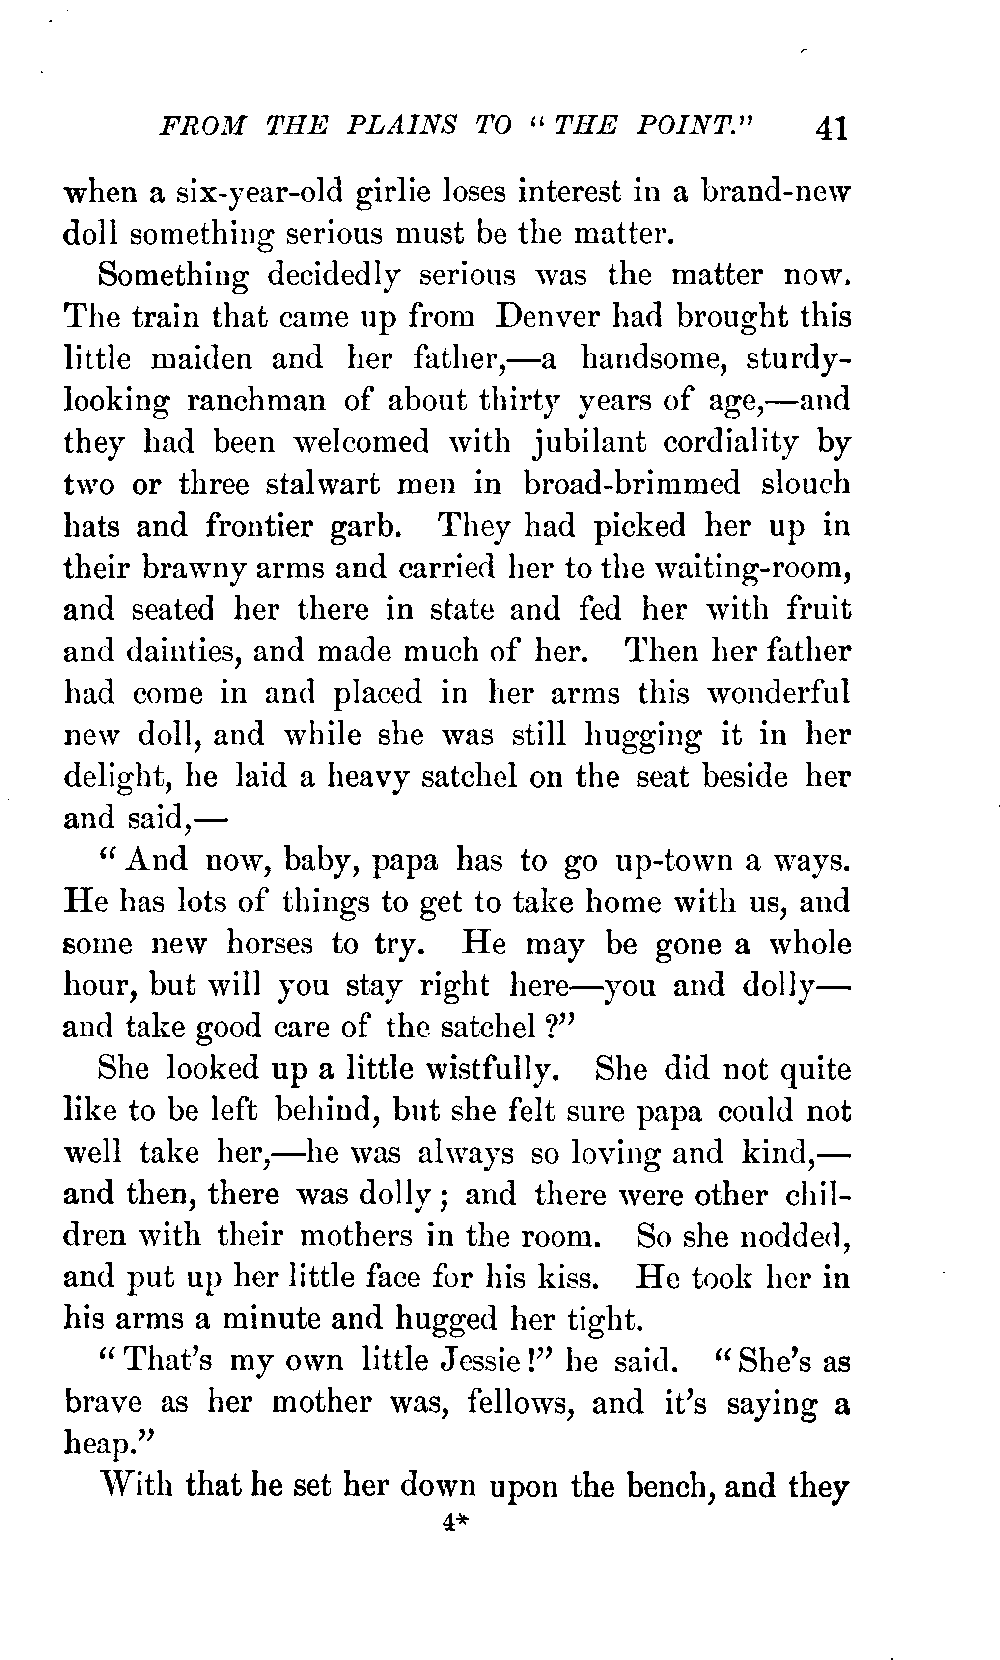 FROM THE PLAINS TO "THE POINT." 41
when a six-year-old girlie loses interest in a brand-new
doll something serious must be the matter.
Something decidedly serious was the matter now.
The train that came up from Denver had brought this
little maiden and her father,—a handsome, sturdy-
looking ranchman of about thirty years of age,—and
they had been welcomed with jubilant cordiality by
two or three stalwart men in broad-brimmed slouch
hats and frontier garb. They had picked her up in
their brawny arms and carried her to the waiting-room,
and seated her there in state and fed her with fruit
and dainties, and made much of her. Then her father
had come in and placed in her arms this wonderful
new doll, and while she was still hugging it in her
delight, he laid a heavy satchel on the seat beside her
and said,—
"And now, baby, papa has to go up-town a ways.
He has lots of things to get to take home with us, and
some new horses to try. He may be gone a whole
hour, but will you stay right here—you and dolly—
and take good care of the satchel?"
She looked up a little wistfully. She did not quite
like to be left behind, but she felt sure papa could not
well take her,—he was always so loving and kind,—
and then, there was dolly; and there were other chil-
dren with their mothers in the room. So she nodded,
and put up her little face for his kiss. He took her in
his arms a minute and hugged her tight.
"That's my own little Jessie!" he said. "She's as
brave as her mother was, fellows, and it's saying a
heap."
With that he set her down upon the bench, and they
4*